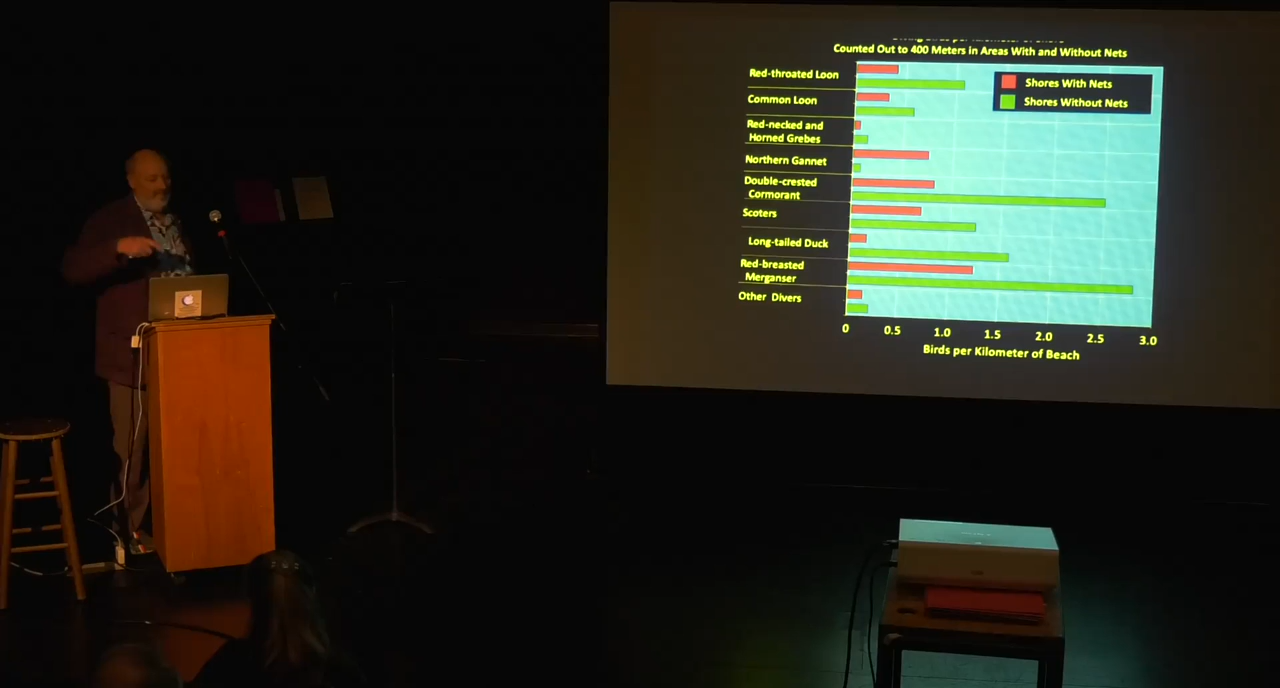 Counted Out to 400 Meters in Areas With and Without Nets
Red-throated Loon
Common Loon
Red-necked and
Horned Grebes
Northern Gannet
Double-crested
Cormorant
Scoters
Long-tailed Duck
Red-breasted
Merganser
Other Divers
Shores With Nets
Shores Without Nets
0 0.5 1.0 1.5 2.0 2.5 3.0
Birds per Kilometer of Beach